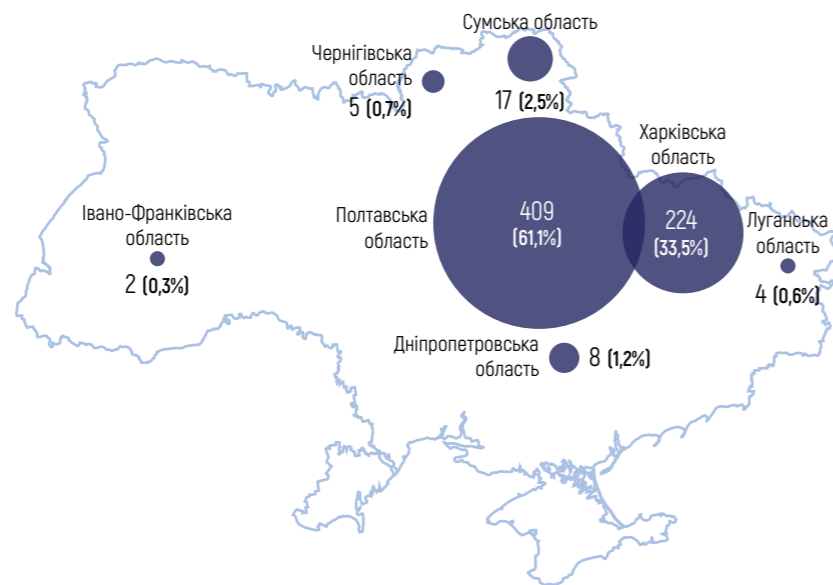 Сумська область
17 (2,5%)
Чернігівська
область
5 (0,7%)
Харківська
область
224
(33,5%)
Полтавська
область
409
(61,1%)
Івано-Франківська
область
2 (0,3%)
Луганська
область
4 (0,6%)
Дніпропетровська
область
8 (1,2%)